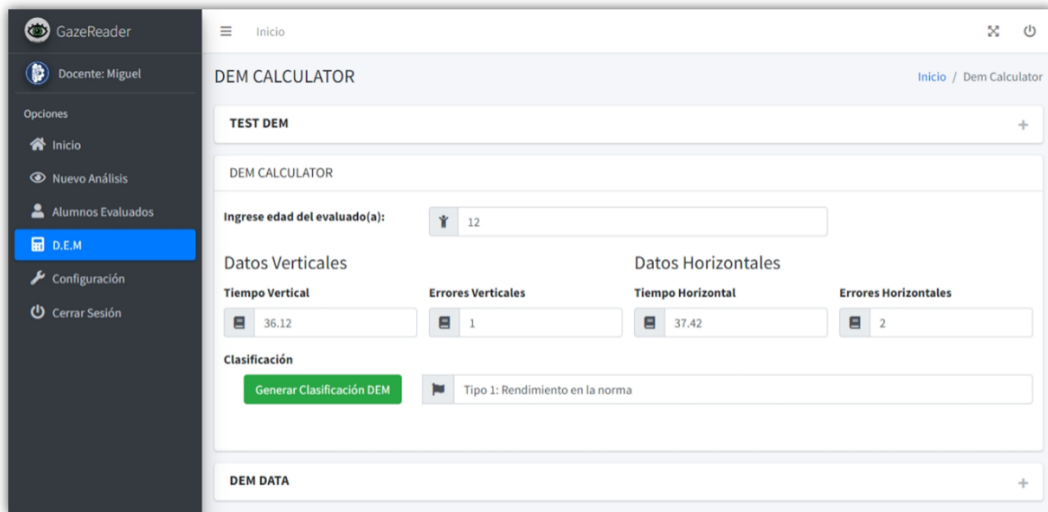 GazeReader
Docente: Miguel
Opciones
Inicio
Nuevo Análisis
Alumnos Evaluados
D.E.M
Configuración
Cerrar Sesión
Inicio
DEM CALCULATOR
Inicio / Dem Calculator
TEST DEM
DEM CALCULATOR
Ingrese edad del evaluado(a):
12
Datos Verticales
Datos Horizontales
Tiempo Vertical
Errores Verticales
Tiempo Horizontal
Errores Horizontales
36.12
1
37.42
2
Clasificación
Generar Clasificación DEM
Tipo 1: Rendimiento en la norma
DEM DATA